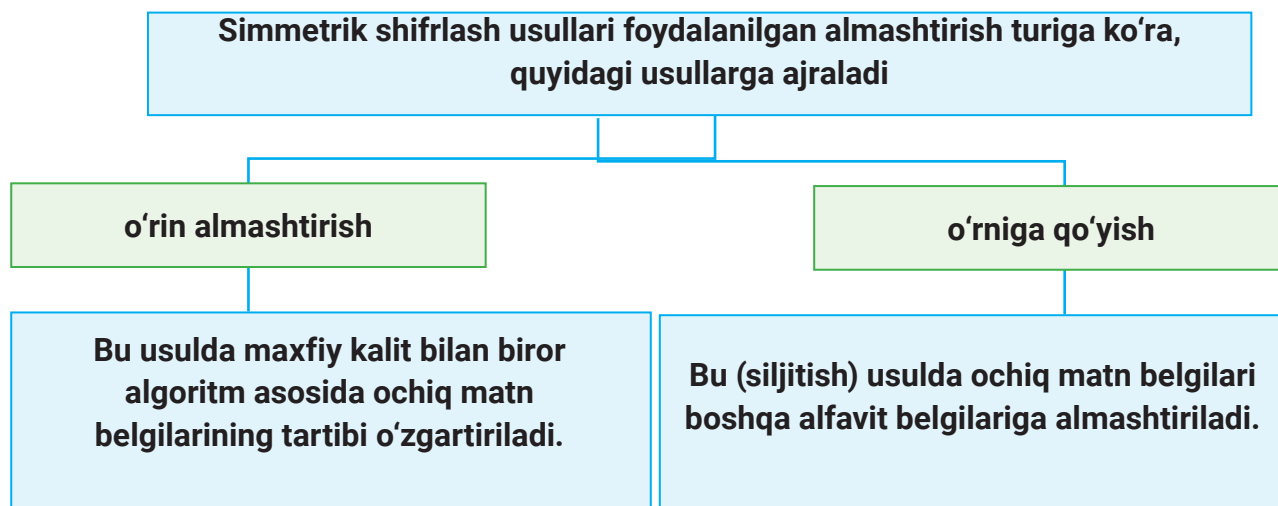 Simmetrik shifrlash usullari foydalanilgan almashtirish turiga ko‘ra,
quyidagi usullarga ajraladi
o‘rin almashtirish
o‘rniga qo‘yish
Bu usulda maxfiy kalit bilan biror
algoritm asosida ochiq matn
belgilarining tartibi o‘zgartiriladi.
Bu (siljitish) usulda ochiq matn belgilari
boshqa alfavit belgilariga almashtiriladi.